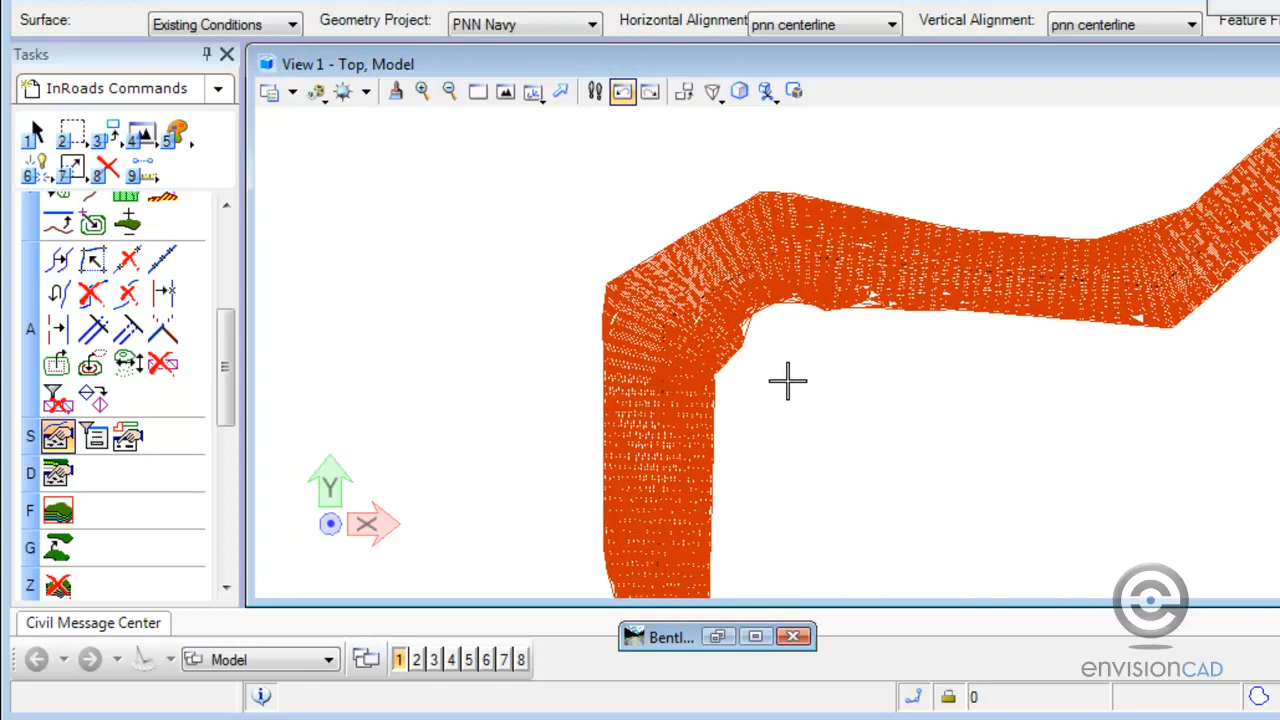 Surface:
Existing Conditions
Geometry Project:
PNN Navy
Horizontal Alignment
pnn centerline
Vertical Alignment:
pnn centerline
Feature F
Tasks
View 1 - Top, Model
InRoads Commands
1 2 3 4 5
6 7 8 9
A
S
D
F
G
Z
Y
X
Civil Message Center
Bentl...
Model
1 2 3 4 5 6 7 8
envisionCAD
0